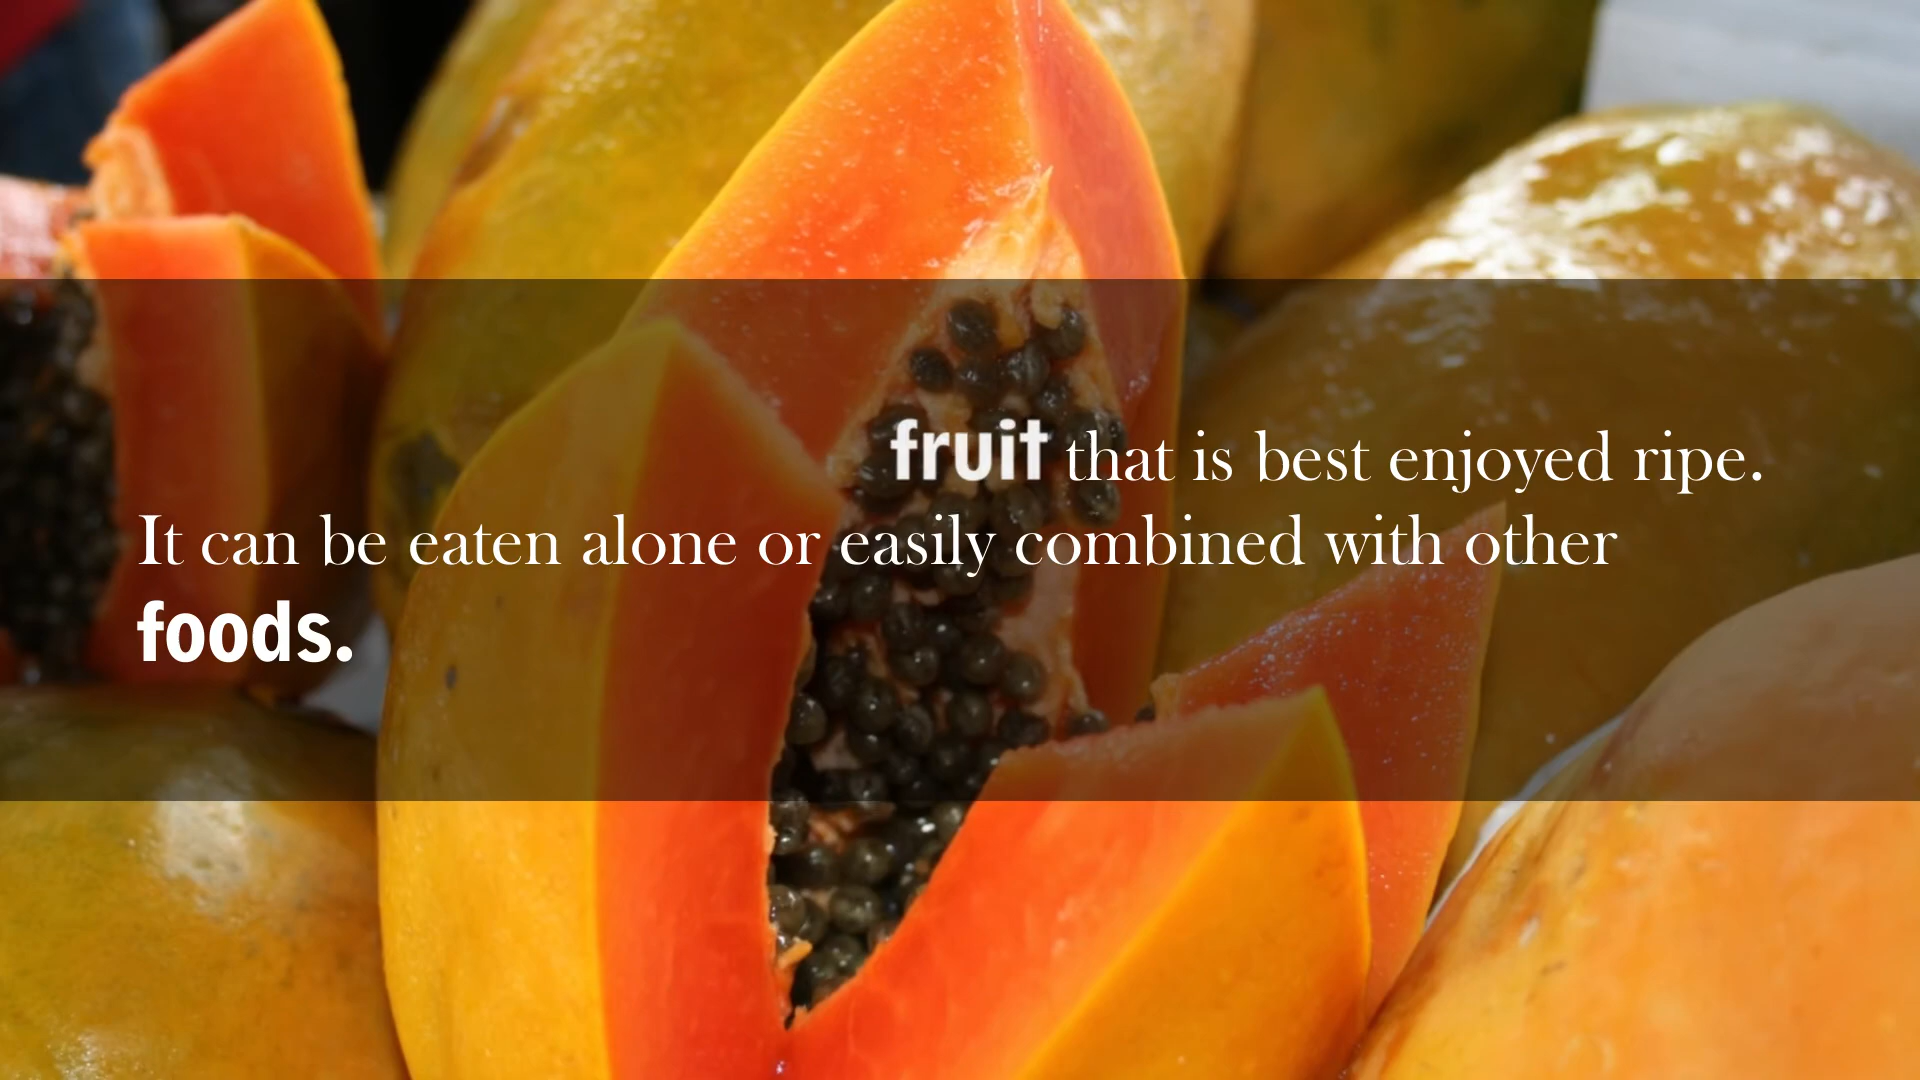 fruit that is best enjoyed ripe.
It can be eaten alone or easily combined with other
foods.